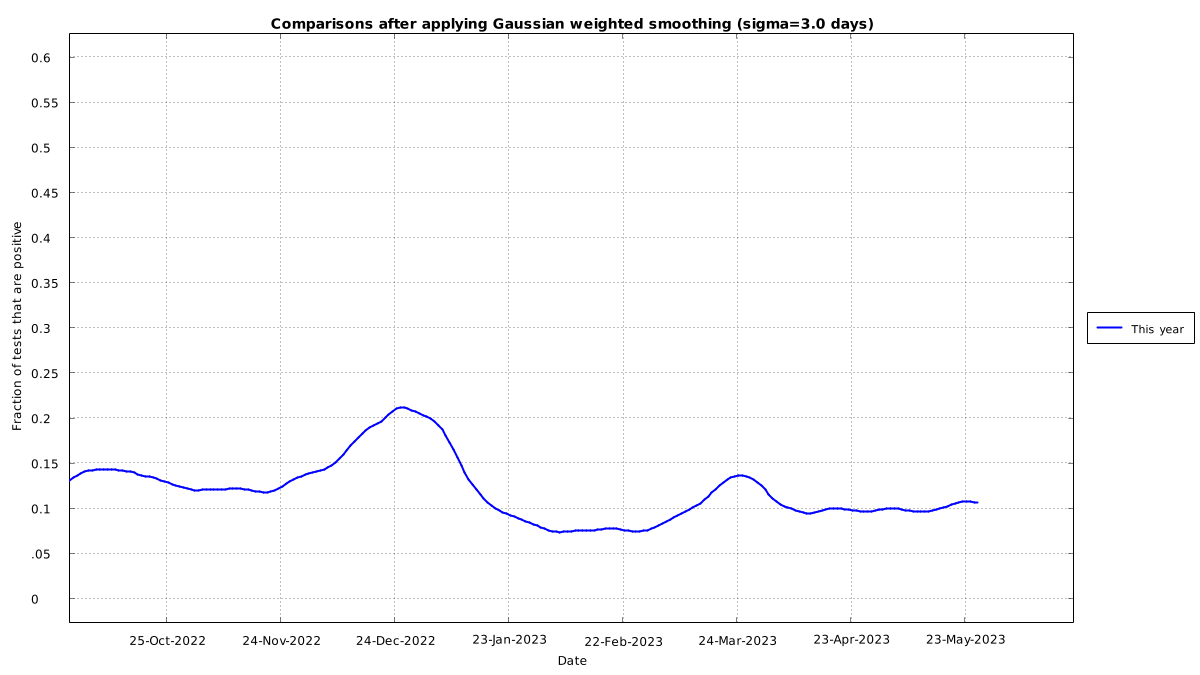 Comparisons after applying Gaussian weighted smoothing (sigma=3.0 days)
0.6
0.55
0.5
0.45
0.4
0.35
0.3
0.25
0.2
0.15
0.1
.05
0
Fraction of tests that are positive
25-Oct-2022 24-Nov-2022 24-Dec-2022 23-Jan-2023 22-Feb-2023 24-Mar-2023 23-Apr-2023 23-May-2023
Date
This year